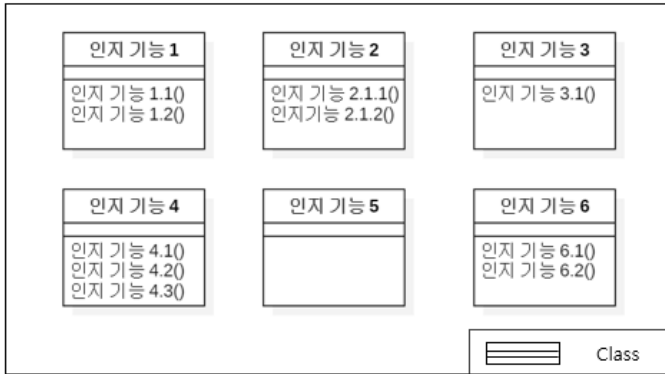 인지 기능 1
인지 기능 1.1()
인지 기능 1.2()
인지 기능 2
인지 기능 2.1.1()
인지기능 2.1.2()
인지 기능 3
인지 기능 3.1()
인지 기능 4
인지 기능 4.1()
인지 기능 4.2()
인지 기능 4.3()
인지 기능 5
인지 기능 6
인지 기능 6.1()
인지 기능 6.2()
Class